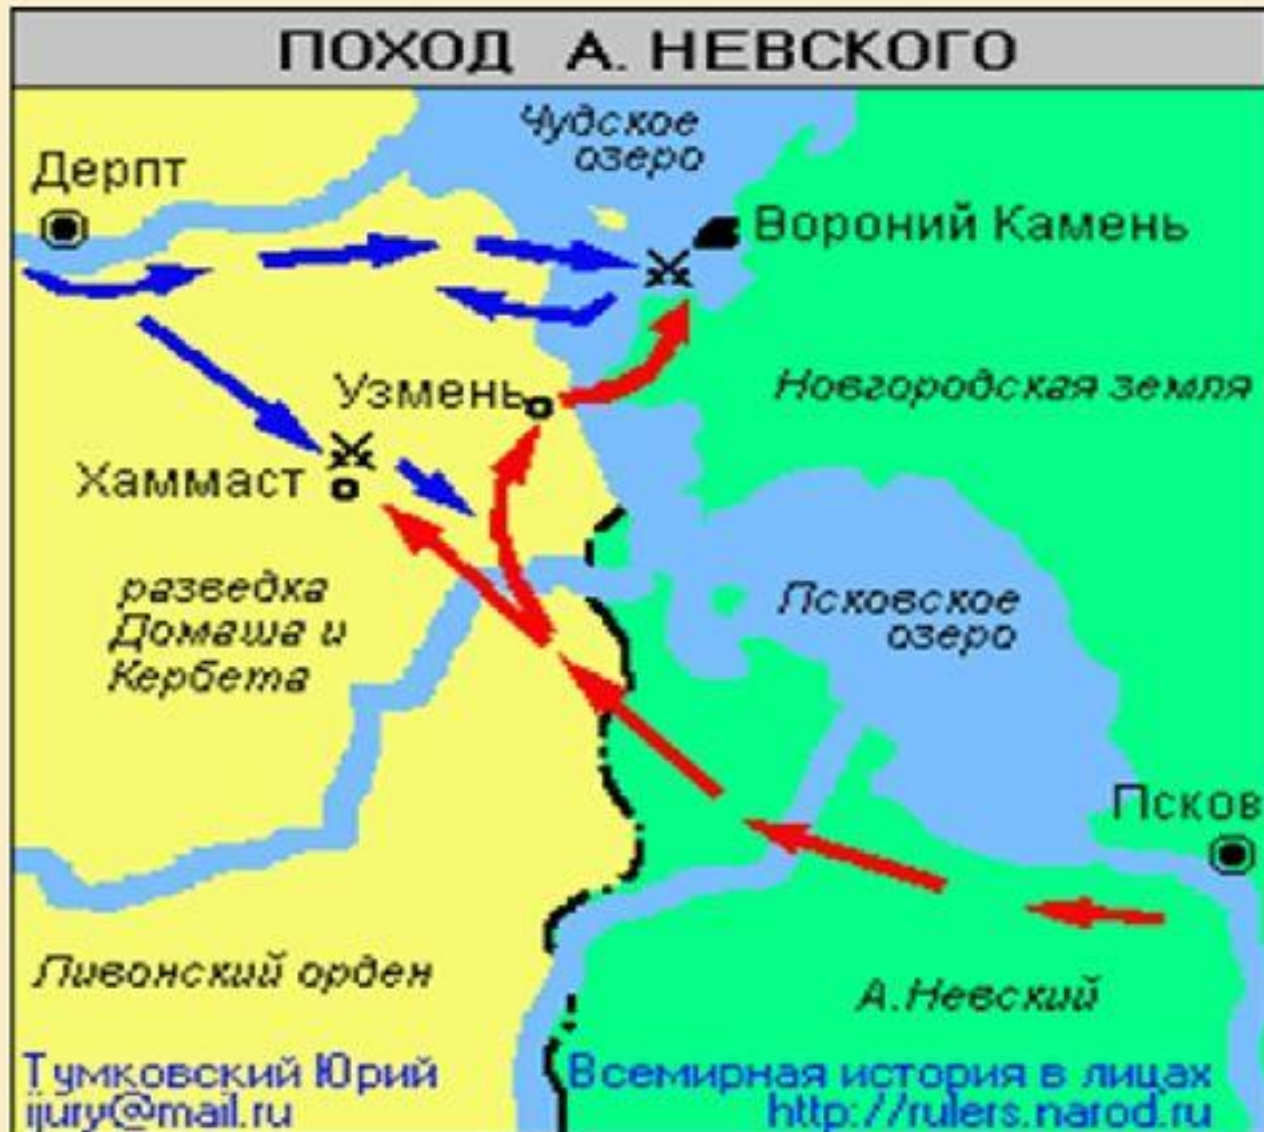 ПОХОД А. НЕВСКОГО
Чудское
озеро
Дерпт
Вороний Камень
Узмень
Новгородская земля
Хаммаст
разведка
Домаша и
Кербета
Псковское
озеро
Псков
Ливонский орден
А.Невский
Тумковский Юрий
ijury@mail.ru
Всемирная история в лицах
http://rulers.narod.ru